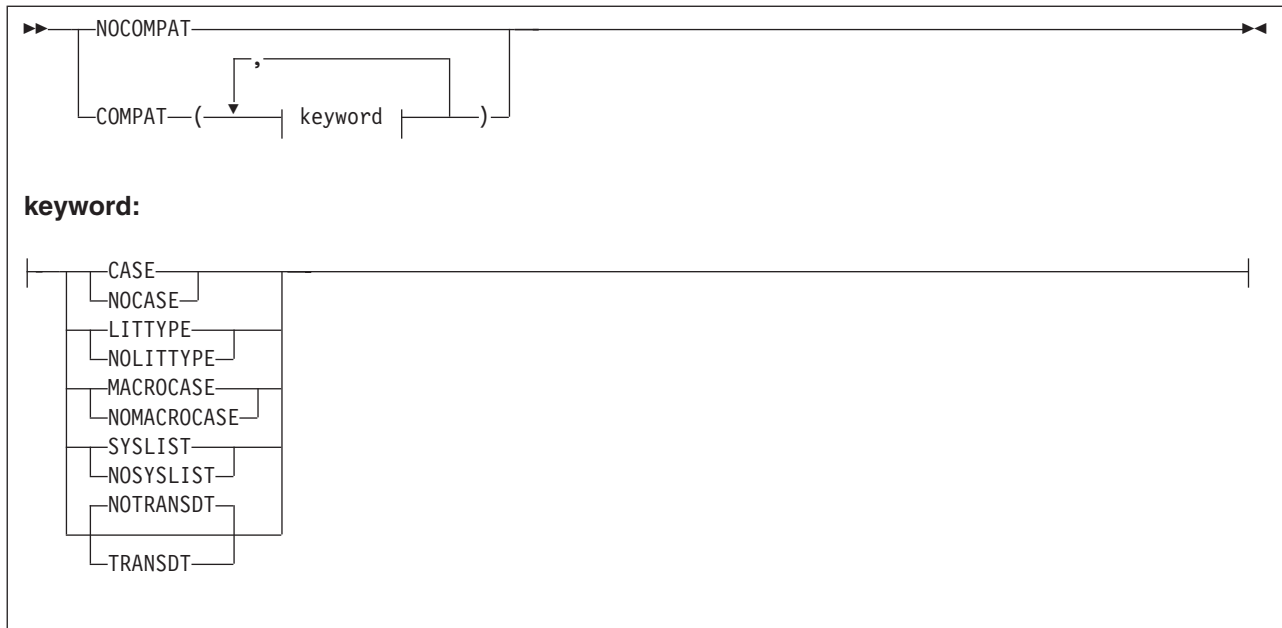 NOCOMPAT
,
COMPAT ( keyword )
keyword:
CASE
NOCASE
LITTYPE
NOLITTYPE
MACROCASE
NOMACROCASE
SYSLIST
NOSYSLIST
NOTRANSDT
TRANSDT